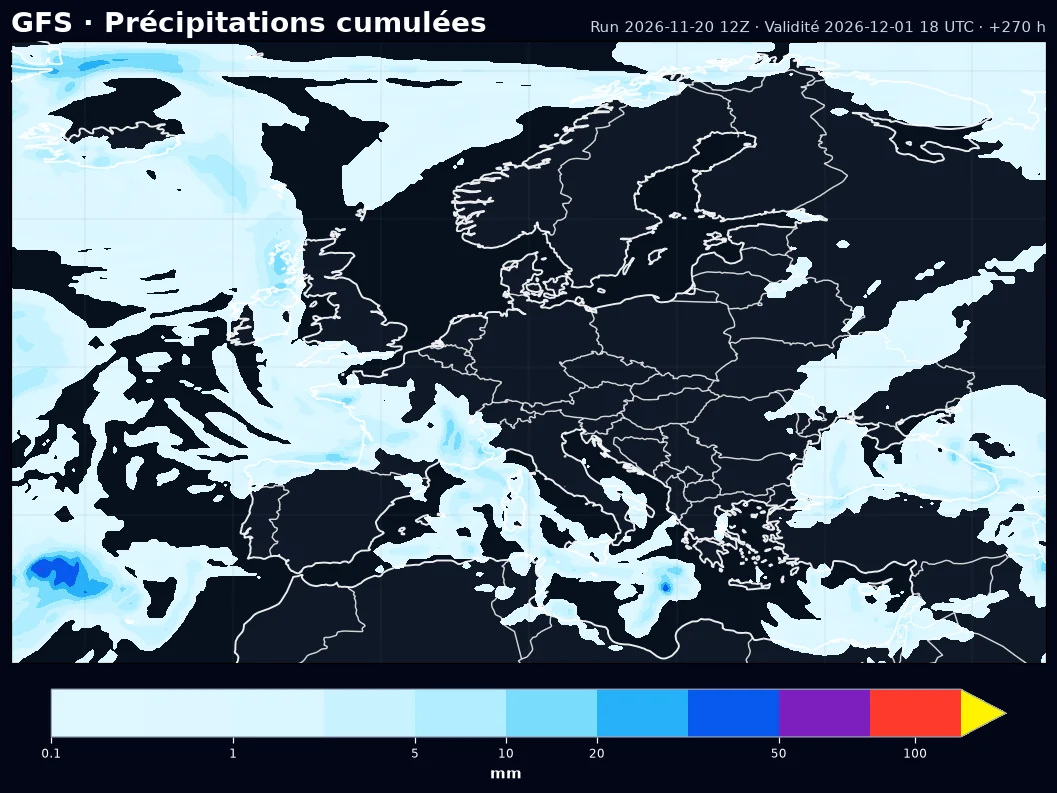 GFS · Précipitations cumulées
Run 2026-11-20 12Z · Validité 2026-12-01 18 UTC · +270 h
0.1 1 5 10 20 50 100
mm